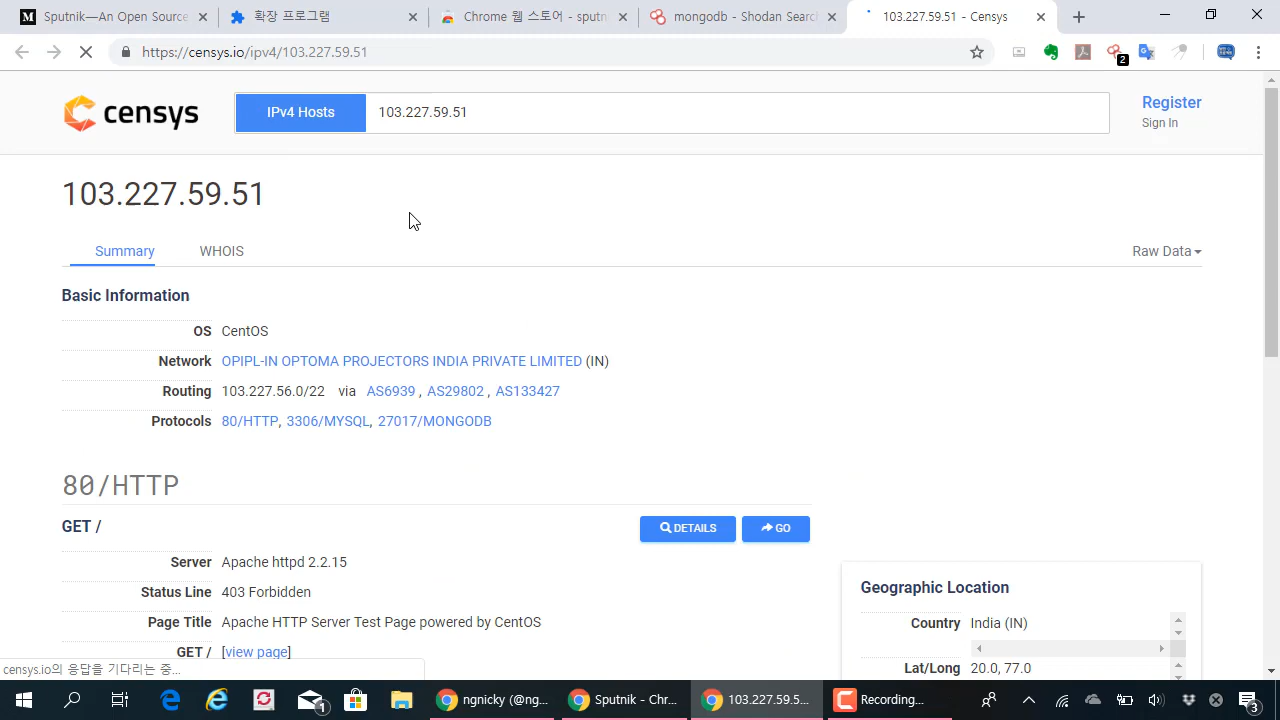 Sputnik—An Open Source
확장 프로그램
Chrome 웹 스토어 - sputn
mongodb - Shodan Search
103.227.59.51 - Censys
https://censys.io/ipv4/103.227.59.51
2
censys
IPv4 Hosts
103.227.59.51
Register
Sign In
103.227.59.51
Summary
WHOIS
Raw Data
Basic Information
OS CentOS
Network OPIPL-IN OPTOMA PROJECTORS INDIA PRIVATE LIMITED (IN)
Routing 103.227.56.0/22 via AS6939 , AS29802 , AS133427
Protocols 80/HTTP, 3306/MYSQL, 27017/MONGODB
80/HTTP
GET /
DETAILS
GO
Server Apache httpd 2.2.15
Status Line 403 Forbidden
Page Title Apache HTTP Server Test Page powered by CentOS
GET / [view page]
Geographic Location
Country India (IN)
Lat/Long 20.0, 77.0
censys.io의 응답을 기다리는 중...
1
ngnicky (@ng...
Sputnik - Chr...
103.227.59.5...
Recording...
3